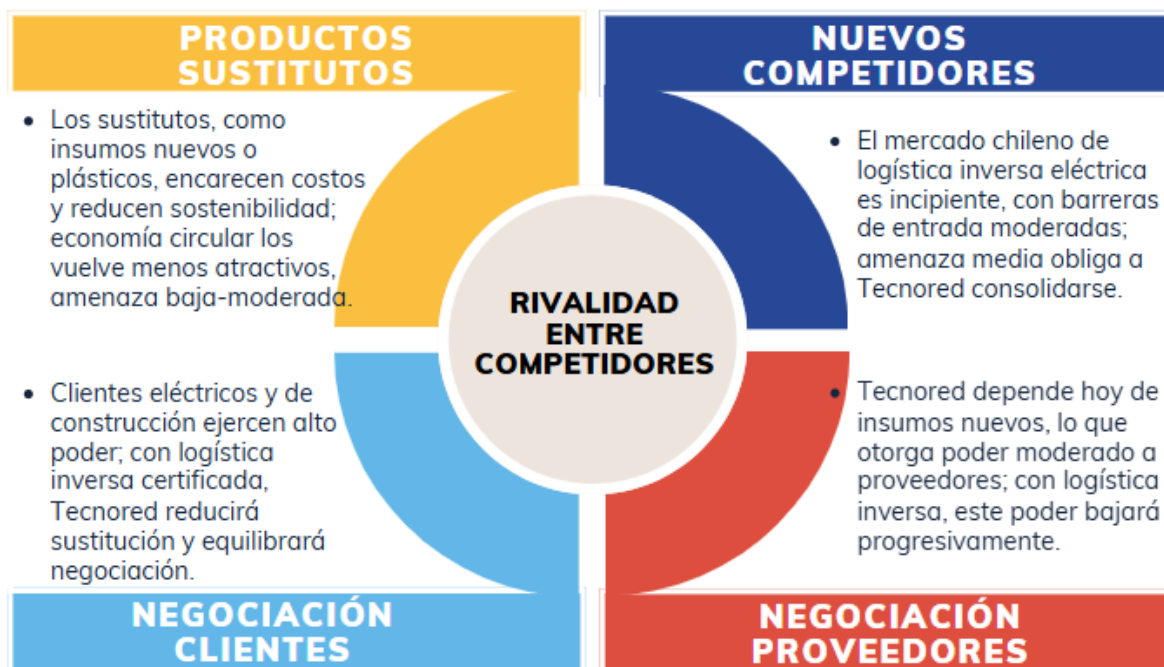 PRODUCTOS
SUSTITUTOS
• Los sustitutos, como
insumos nuevos o
plásticos, encarecen costos
y reducen sostenibilidad;
economía circular los
vuelve menos atractivos,
amenaza baja-moderada.
NUEVOS
COMPETIDORES
• El mercado chileno de
logística inversa eléctrica
es incipiente, con barreras
de entrada moderadas;
amenaza media obliga a
Tecnored consolidarse.
RIVALIDAD
ENTRE
COMPETIDORES
• Clientes eléctricos y de
construcción ejercen alto
poder; con logística
inversa certificada,
Tecnored reducirá
sustitución y equilibrará
negociación.
NEGOCIACIÓN
CLIENTES
• Tecnored depende hoy de
insumos nuevos, lo que
otorga poder moderado a
proveedores; con logística
inversa, este poder bajará
progresivamente.
NEGOCIACIÓN
PROVEEDORES